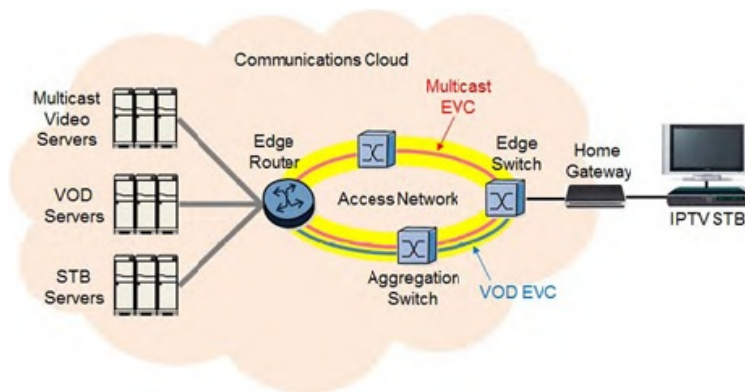 Communications Cloud
Multicast
Video
Servers
Multicast
EVC
Edge
Router
Edge
Switch
Home
Gateway
VOD
Servers
Access Network
IPTV STB
STB
Servers
Aggregation
Switch
VOD EVC